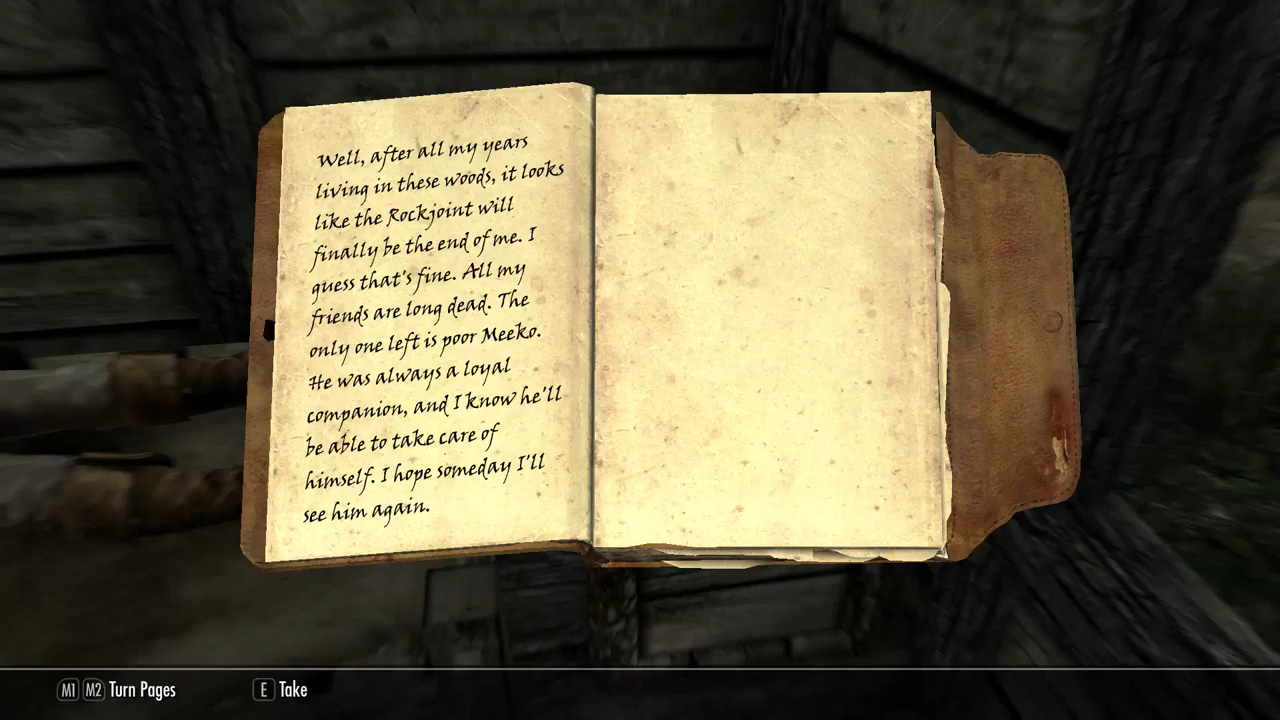 Well, after all my years
living in these woods, it looks
like the Rockjoint will
finally be the end of me. I
guess that's fine. All my
friends are long dead. The
only one left is poor Meeko.
He was always a loyal
companion, and I know he'll
be able to take care of
himself. I hope someday I'll
see him again.
M1 M2 Turn Pages E Take